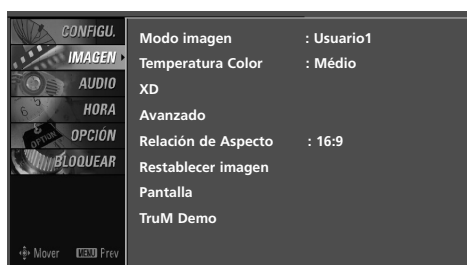 CONFIGU.
IMAGEN
AUDIO
HORA
OPCIÓN
BLOQUEAR
Mover MENU Prev
Modo imagen : Usuario1
Temperatura Color : Médio
XD
Avanzado
Relación de Aspecto : 16:9
Restablecer imagen
Pantalla
TruM Demo